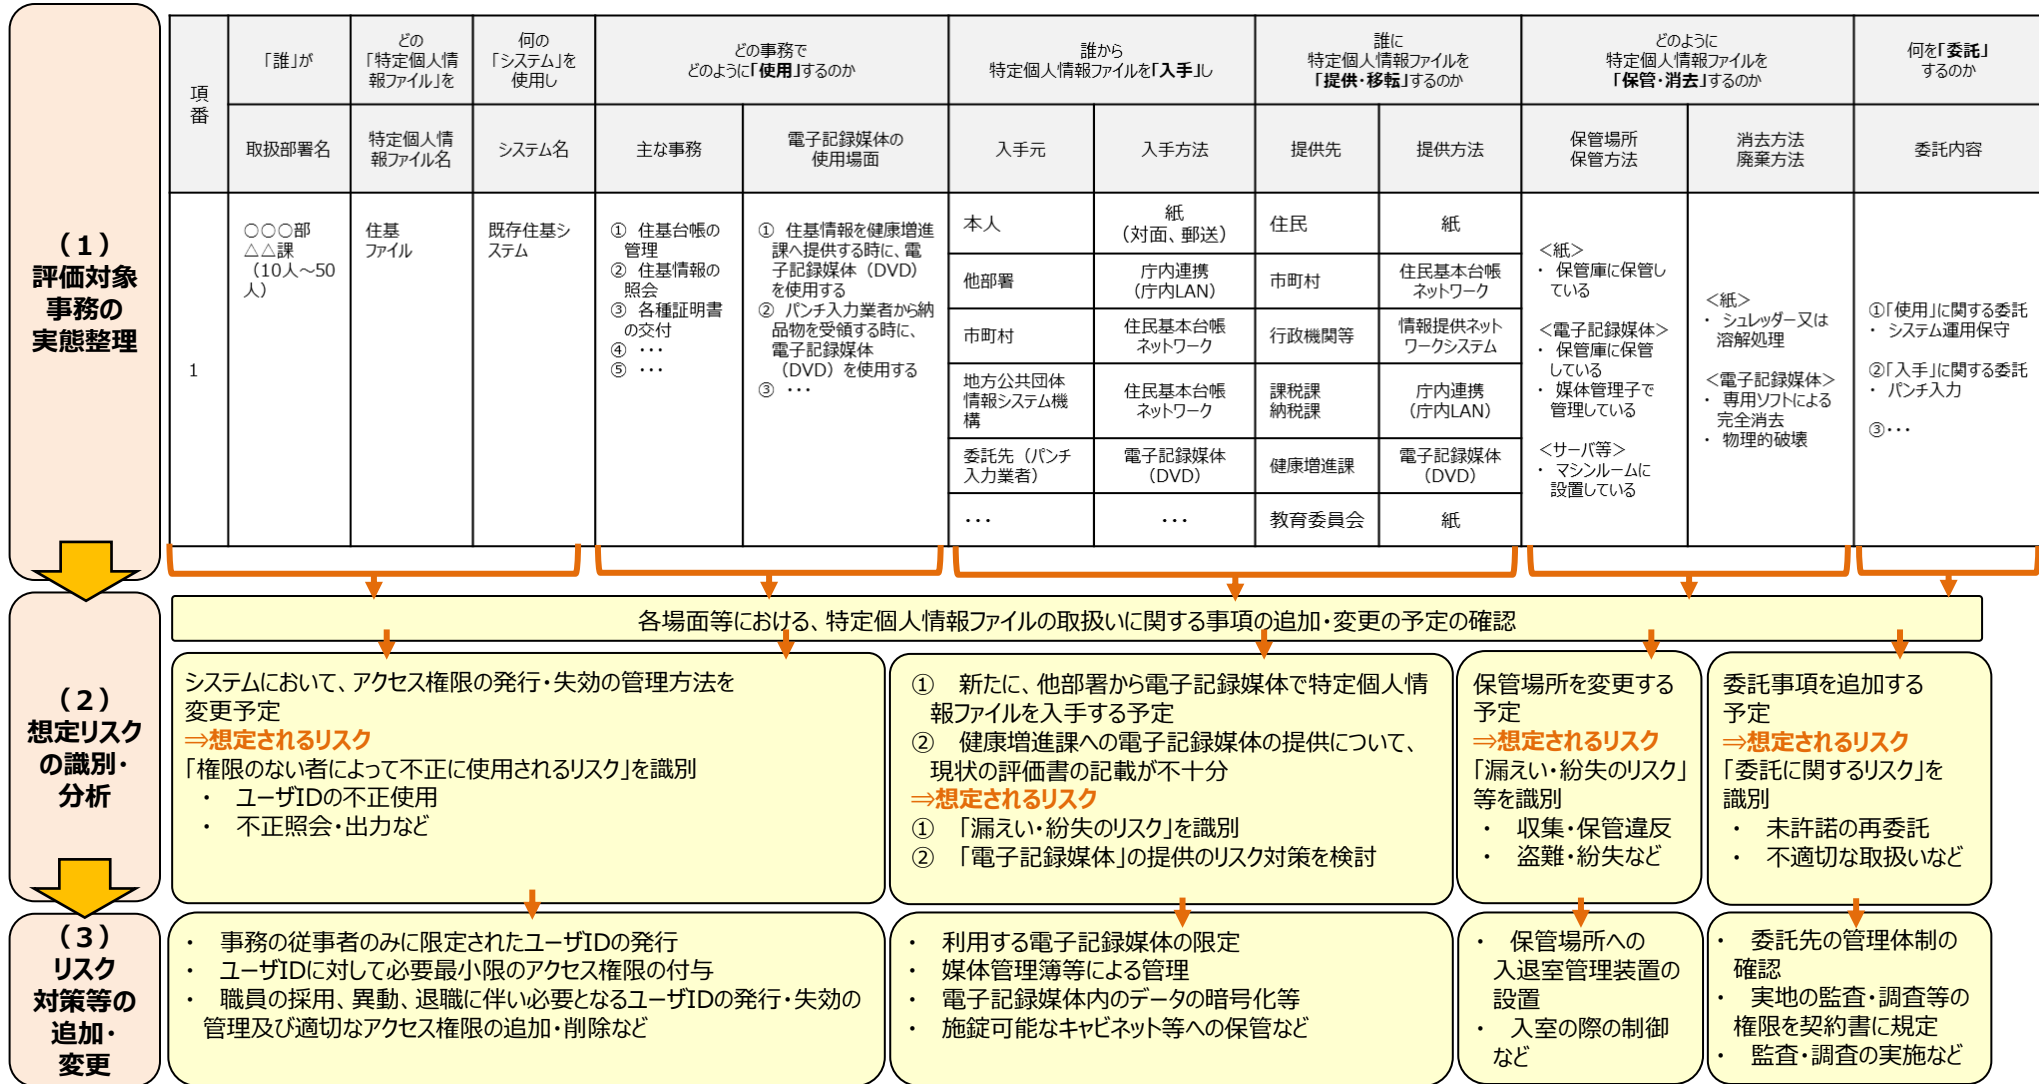 （1）
評価対象
事務の
実態整理
項
番
「誰」が
どの
「特定個人情
報ファイル」を
何の
「システム」を
使用し
どの事務で
どのように「使用」するのか
誰から
特定個人情報ファイルを「入手」し
誰に
特定個人情報ファイルを
「提供・移転」するのか
どのように
特定個人情報ファイルを
「保管・消去」するのか
何を「委託」
するのか
取扱部署名
特定個人情
報ファイル名
システム名
主な事務
電子記録媒体の
使用場面
入手元
入手方法
提供先
提供方法
保管場所
保管方法
消去方法
廃棄方法
委託内容
1
○○○部
△△課
（10人～50
人）
住基
ファイル
既存住基シ
ステム
① 住基台帳の
管理
② 住基情報の
照会
③ 各種証明書
の交付
④ ・・・
⑤ ・・・
① 住基情報を健康増進
課へ提供する時に、電
子記録媒体（DVD）
を使用する
② パンチ入力業者から納
品物を受領する時に、
電子記録媒体
（DVD）を使用する
③ ・・・
本人
紙
（対面、郵送）
他部署
庁内連携
（庁内LAN）
市町村
住民基本台帳
ネットワーク
地方公共団体
情報システム機
構
住民基本台帳
ネットワーク
委託先（パンチ
入力業者）
電子記録媒体
（DVD）
・・・
・・・
住民
紙
市町村
住民基本台帳
ネットワーク
行政機関等
情報提供ネット
ワークシステム
課税課
納税課
庁内連携
（庁内LAN）
健康増進課
電子記録媒体
（DVD）
教育委員会
紙
＜紙＞
・ 保管庫に保管し
ている
＜電子記録媒体＞
・ 保管庫に保管
している
・ 媒体管理子で
管理している
＜サーバ等＞
・ マシンルームに
設置している
＜紙＞
・ シュレッダー又は
溶解処理
＜電子記録媒体＞
・ 専用ソフトによる
完全消去
・ 物理的破壊
①「使用」に関する委託
・ システム運用保守
②「入手」に関する委託
・ パンチ入力
③・・・
（2）
想定リスク
の識別・
分析
各場面等における、特定個人情報ファイルの取扱いに関する事項の追加・変更の予定の確認
システムにおいて、アクセス権限の発行・失効の管理方法を
変更予定
⇒想定されるリスク
「権限のない者によって不正に使用されるリスク」を識別
・ ユーザIDの不正使用
・ 不正照会・出力など
① 新たに、他部署から電子記録媒体で特定個人情
報ファイルを入手する予定
② 健康増進課への電子記録媒体の提供について、
現状の評価書の記載が不十分
⇒想定されるリスク
① 「漏えい・紛失のリスク」を識別
② 「電子記録媒体」の提供のリスク対策を検討
保管場所を変更する
予定
⇒想定されるリスク
「漏えい・紛失のリスク」
等を識別
・ 収集・保管違反
・ 盗難・紛失など
委託事項を追加する
予定
⇒想定されるリスク
「委託に関するリスク」を
識別
・ 未許諾の再委託
・ 不適切な取扱いなど
（3）
リスク
対策等の
追加・
変更
・ 事務の従事者のみに限定されたユーザIDの発行
・ ユーザIDに対して必要最小限のアクセス権限の付与
・ 職員の採用、異動、退職に伴い必要となるユーザIDの発行・失効の
管理及び適切なアクセス権限の追加・削除など
・ 利用する電子記録媒体の限定
・ 媒体管理簿等による管理
・ 電子記録媒体内のデータの暗号化等
・ 施錠可能なキャビネット等への保管など
・ 保管場所への
入退室管理装置の
設置
・ 入室の際の制御
など
・ 委託先の管理体制の
確認
・ 実地の監査・調査等の
権限を契約書に規定
・ 監査・調査の実施など